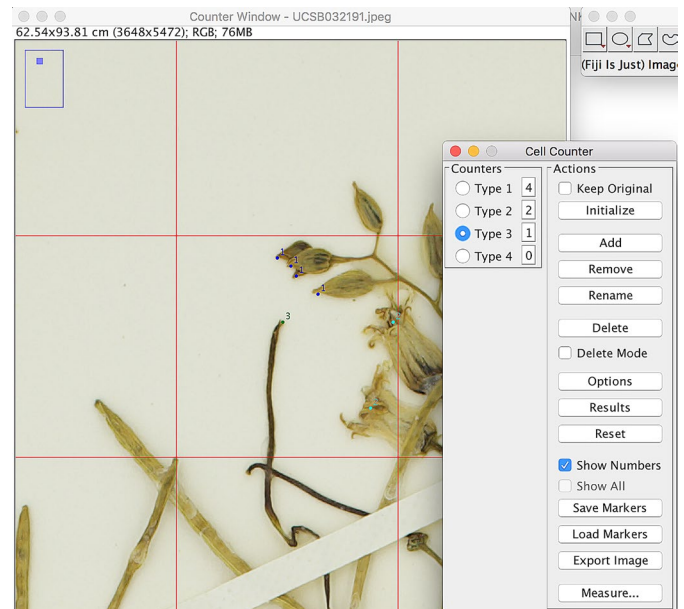 Counter Window - UCSB032191.jpeg
62.54x93.81 cm (3648x5472); RGB; 76MB
(Fiji Is Just) Imag
Cell Counter
Counters
Type 1 4
Type 2 2
Type 3 1
Type 4 0
Actions
Keep Original
Initialize
Add
Remove
Rename
Delete
Delete Mode
Options
Results
Reset
Show Numbers
Show All
Save Markers
Load Markers
Export Image
Measure...
1
1
1
1
3